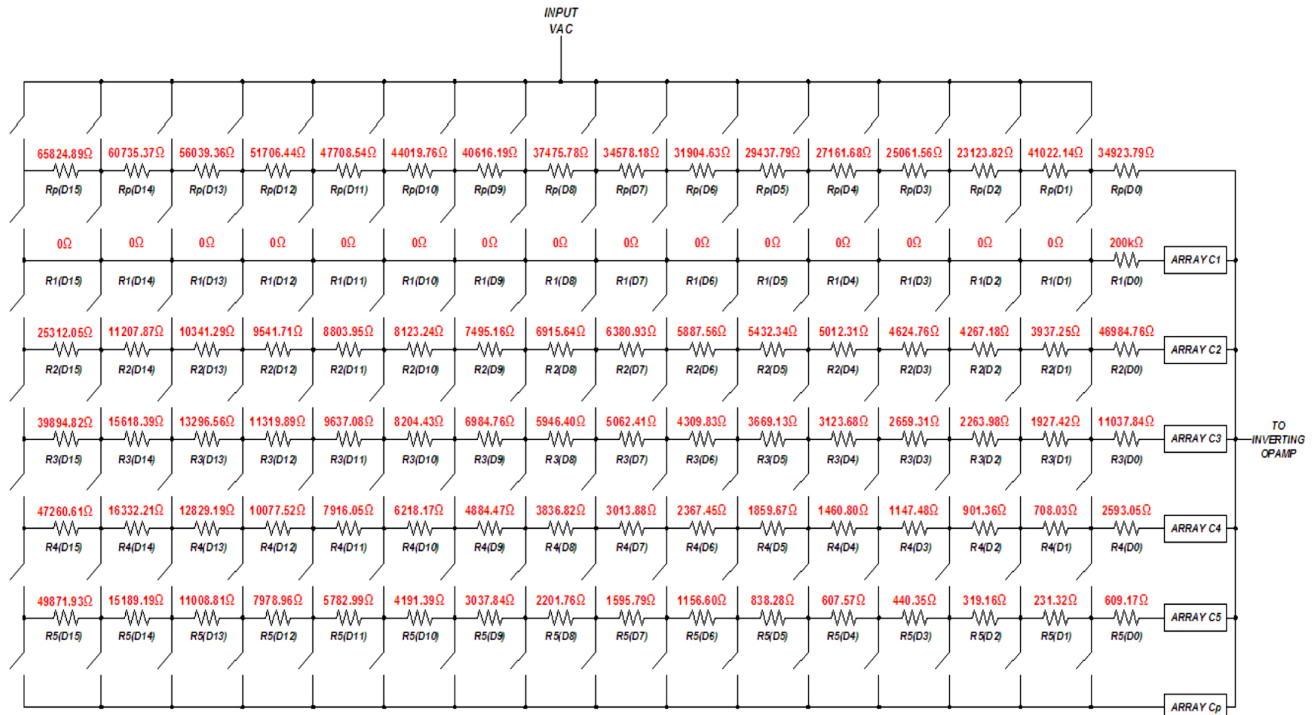 INPUT
VAC
65824.89Ω 60735.37Ω 56039.36Ω 51706.44Ω 47708.54Ω 44019.76Ω 40616.19Ω 37475.78Ω 34578.18Ω 31904.63Ω 29437.79Ω 27161.68Ω 25061.56Ω 23123.82Ω 41022.14Ω 34923.79Ω
Rp(D15) Rp(D14) Rp(D13) Rp(D12) Rp(D11) Rp(D10) Rp(D9) Rp(D8) Rp(D7) Rp(D6) Rp(D5) Rp(D4) Rp(D3) Rp(D2) Rp(D1) Rp(D0)
0Ω 0Ω 0Ω 0Ω 0Ω 0Ω 0Ω 0Ω 0Ω 0Ω 0Ω 0Ω 0Ω 0Ω 0Ω 200kΩ
ARRAY C1
R1(D15) R1(D14) R1(D13) R1(D12) R1(D11) R1(D10) R1(D9) R1(D8) R1(D7) R1(D6) R1(D5) R1(D4) R1(D3) R1(D2) R1(D1) R1(D0)
25312.05Ω 11207.87Ω 10341.29Ω 9541.71Ω 8803.95Ω 8123.24Ω 7495.16Ω 6915.64Ω 6380.93Ω 5887.56Ω 5432.34Ω 5012.31Ω 4624.76Ω 4267.18Ω 3937.25Ω 46984.76Ω
ARRAY C2
R2(D15) R2(D14) R2(D13) R2(D12) R2(D11) R2(D10) R2(D9) R2(D8) R2(D7) R2(D6) R2(D5) R2(D4) R2(D3) R2(D2) R2(D1) R2(D0)
39894.82Ω 15618.39Ω 13296.56Ω 11319.89Ω 9637.08Ω 8204.43Ω 6984.76Ω 5946.40Ω 5062.41Ω 4309.83Ω 3669.13Ω 3123.68Ω 2659.31Ω 2263.98Ω 1927.42Ω 11037.84Ω
ARRAY C3
R3(D15) R3(D14) R3(D13) R3(D12) R3(D11) R3(D10) R3(D9) R3(D8) R3(D7) R3(D6) R3(D5) R3(D4) R3(D3) R3(D2) R3(D1) R3(D0)
TO
INVERTING
OPAMP
47260.61Ω 16332.21Ω 12829.19Ω 10077.52Ω 7916.05Ω 6218.17Ω 4884.47Ω 3836.82Ω 3013.88Ω 2367.45Ω 1859.67Ω 1460.80Ω 1147.48Ω 901.36Ω 708.03Ω 2593.05Ω
ARRAY C4
R4(D15) R4(D14) R4(D13) R4(D12) R4(D11) R4(D10) R4(D9) R4(D8) R4(D7) R4(D6) R4(D5) R4(D4) R4(D3) R4(D2) R4(D1) R4(D0)
49871.93Ω 15189.19Ω 11008.81Ω 7978.96Ω 5782.99Ω 4191.39Ω 3037.84Ω 2201.76Ω 1595.79Ω 1156.60Ω 838.28Ω 607.57Ω 440.35Ω 319.16Ω 231.32Ω 609.17Ω
ARRAY C5
R5(D15) R5(D14) R5(D13) R5(D12) R5(D11) R5(D10) R5(D9) R5(D8) R5(D7) R5(D6) R5(D5) R5(D4) R5(D3) R5(D2) R5(D1) R5(D0)
ARRAY Cp